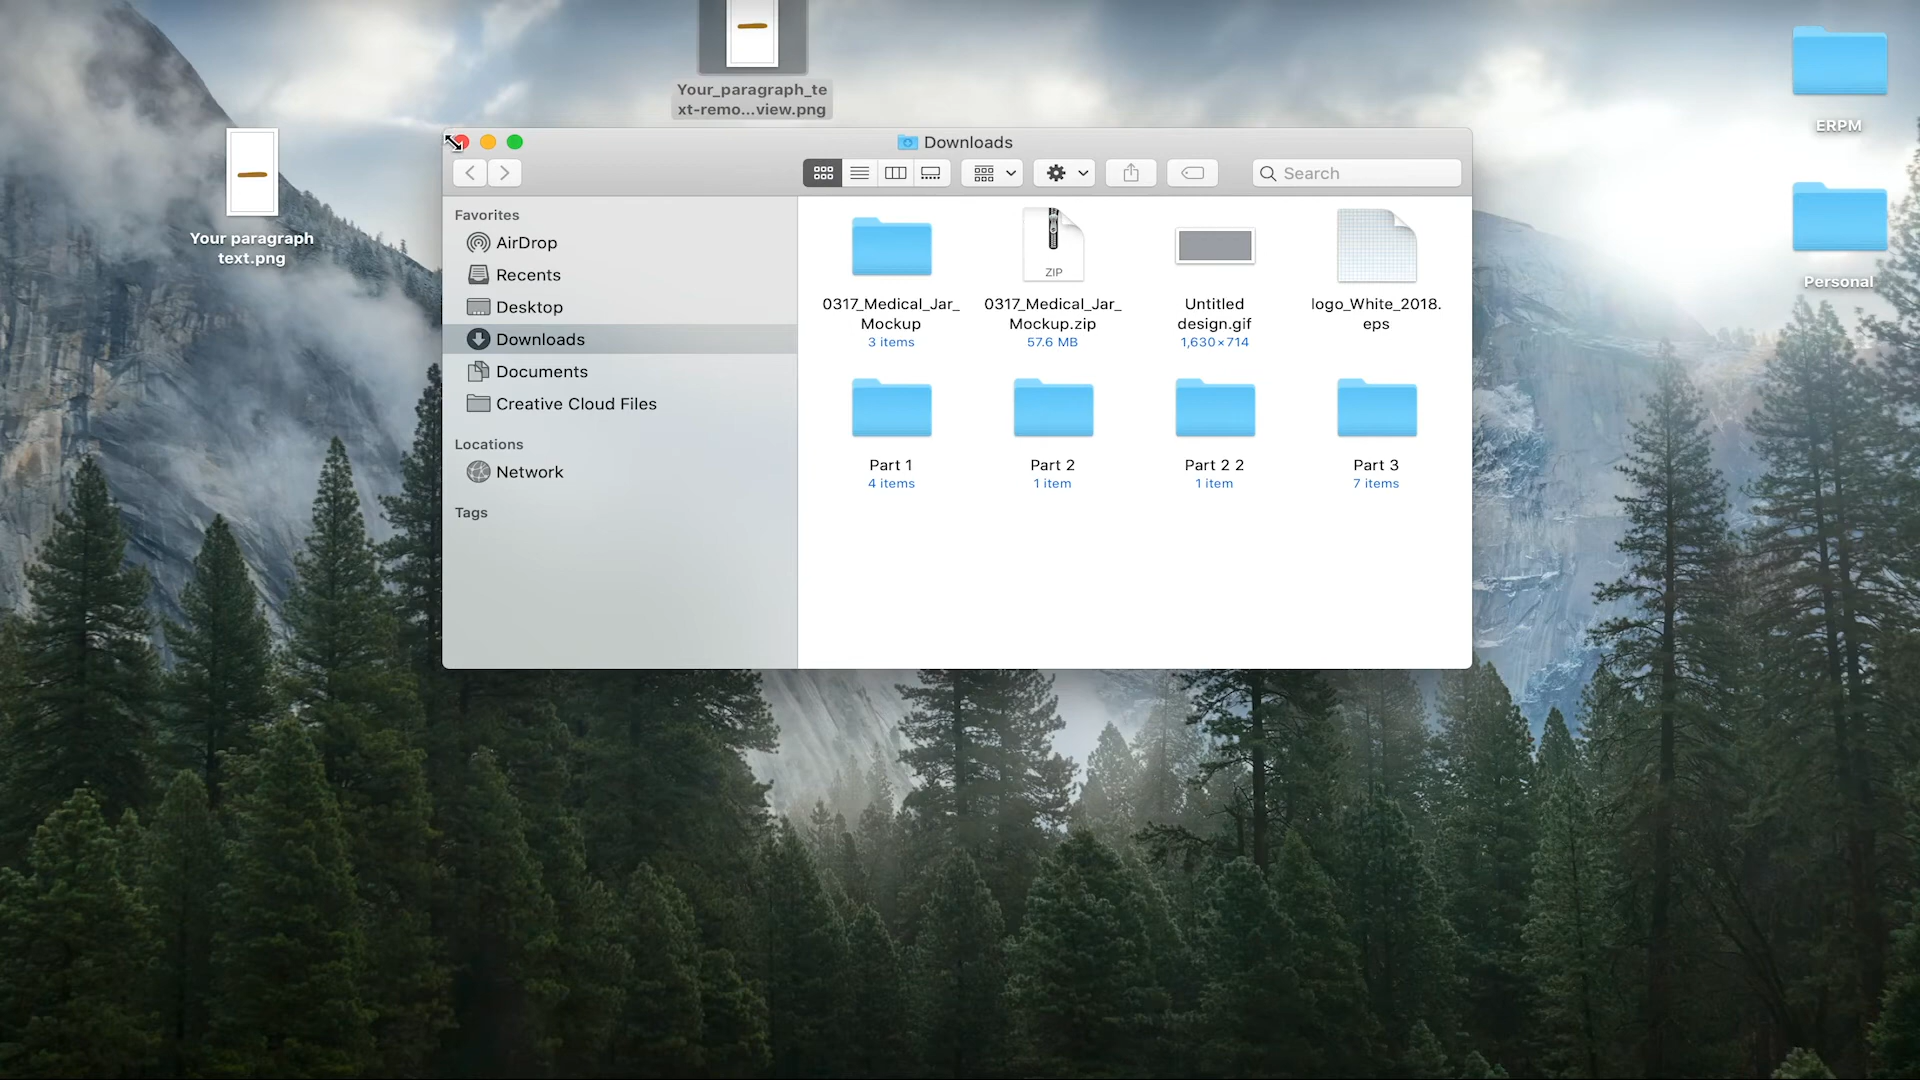 Your_paragraph_te
xt-remo...view.png
ERPM
Downloads
Search
Favorites
AirDrop
Recents
Desktop
Downloads
Documents
Creative Cloud Files
Locations
Network
Tags
Your paragraph
text.png
Personal
ZIP
0317_Medical_Jar_
Mockup
3 items
0317_Medical_Jar_
Mockup.zip
57.6 MB
Untitled
design.gif
1,630×714
logo_White_2018.
eps
Part 1
4 items
Part 2
1 item
Part 2 2
1 item
Part 3
7 items